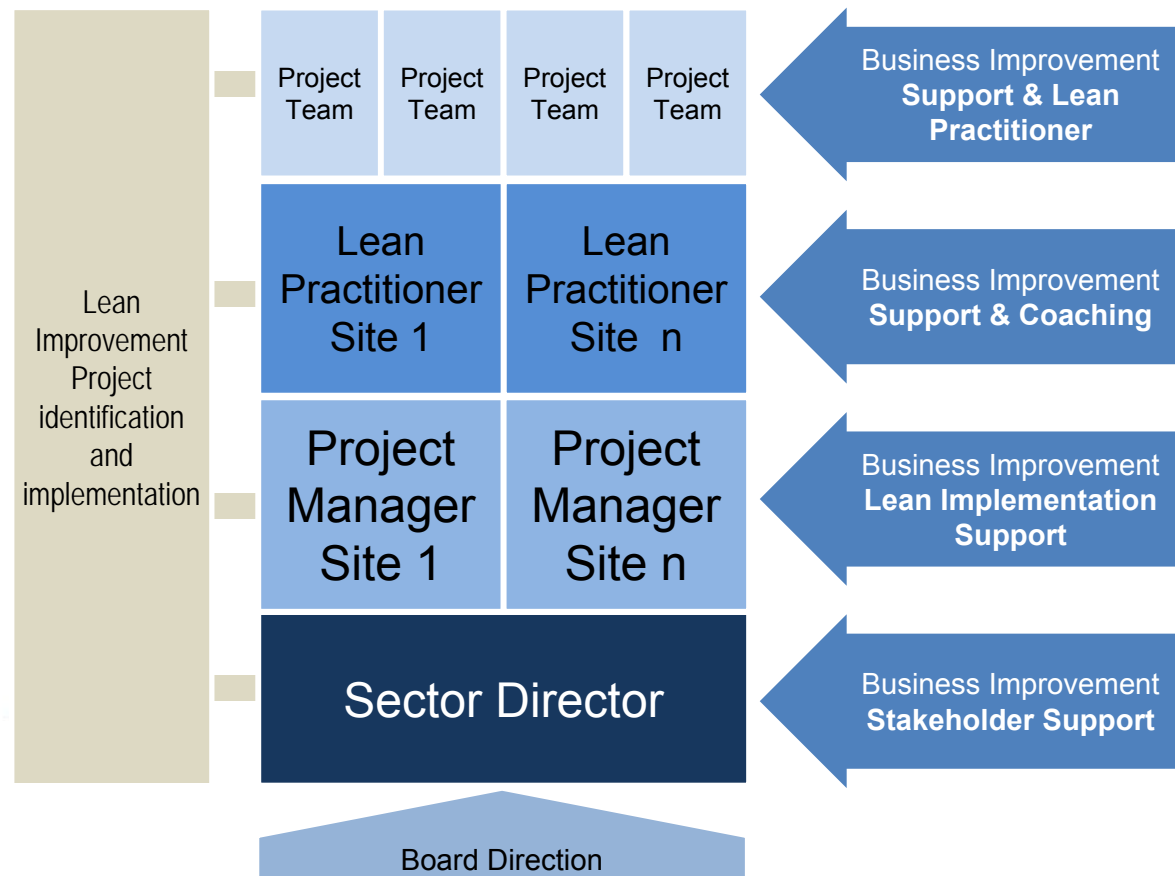 Project
Team
Project
Team
Project
Team
Project
Team
Business Improvement
Support & Lean
Practitioner
Lean
Practitioner
Site 1
Lean
Practitioner
Site n
Business Improvement
Support & Coaching
Lean
Improvement
Project
identification
and
implementation
Project
Manager
Site 1
Project
Manager
Site n
Business Improvement
Lean Implementation
Support
Sector Director
Business Improvement
Stakeholder Support
Board Direction